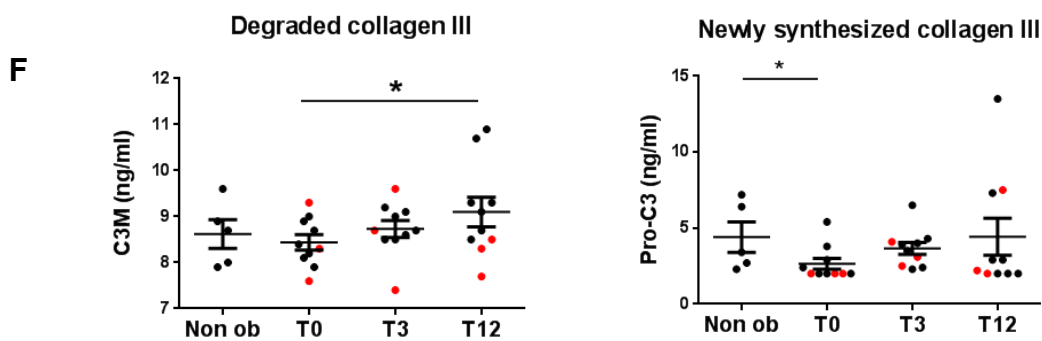 F
Degraded collagen III
C3M (ng/ml)
12
11
10
9
8
7
*
Non ob T0 T3 T12
Newly synthesized collagen III
Pro-C3 (ng/ml)
15
10
5
0
*
Non ob T0 T3 T12